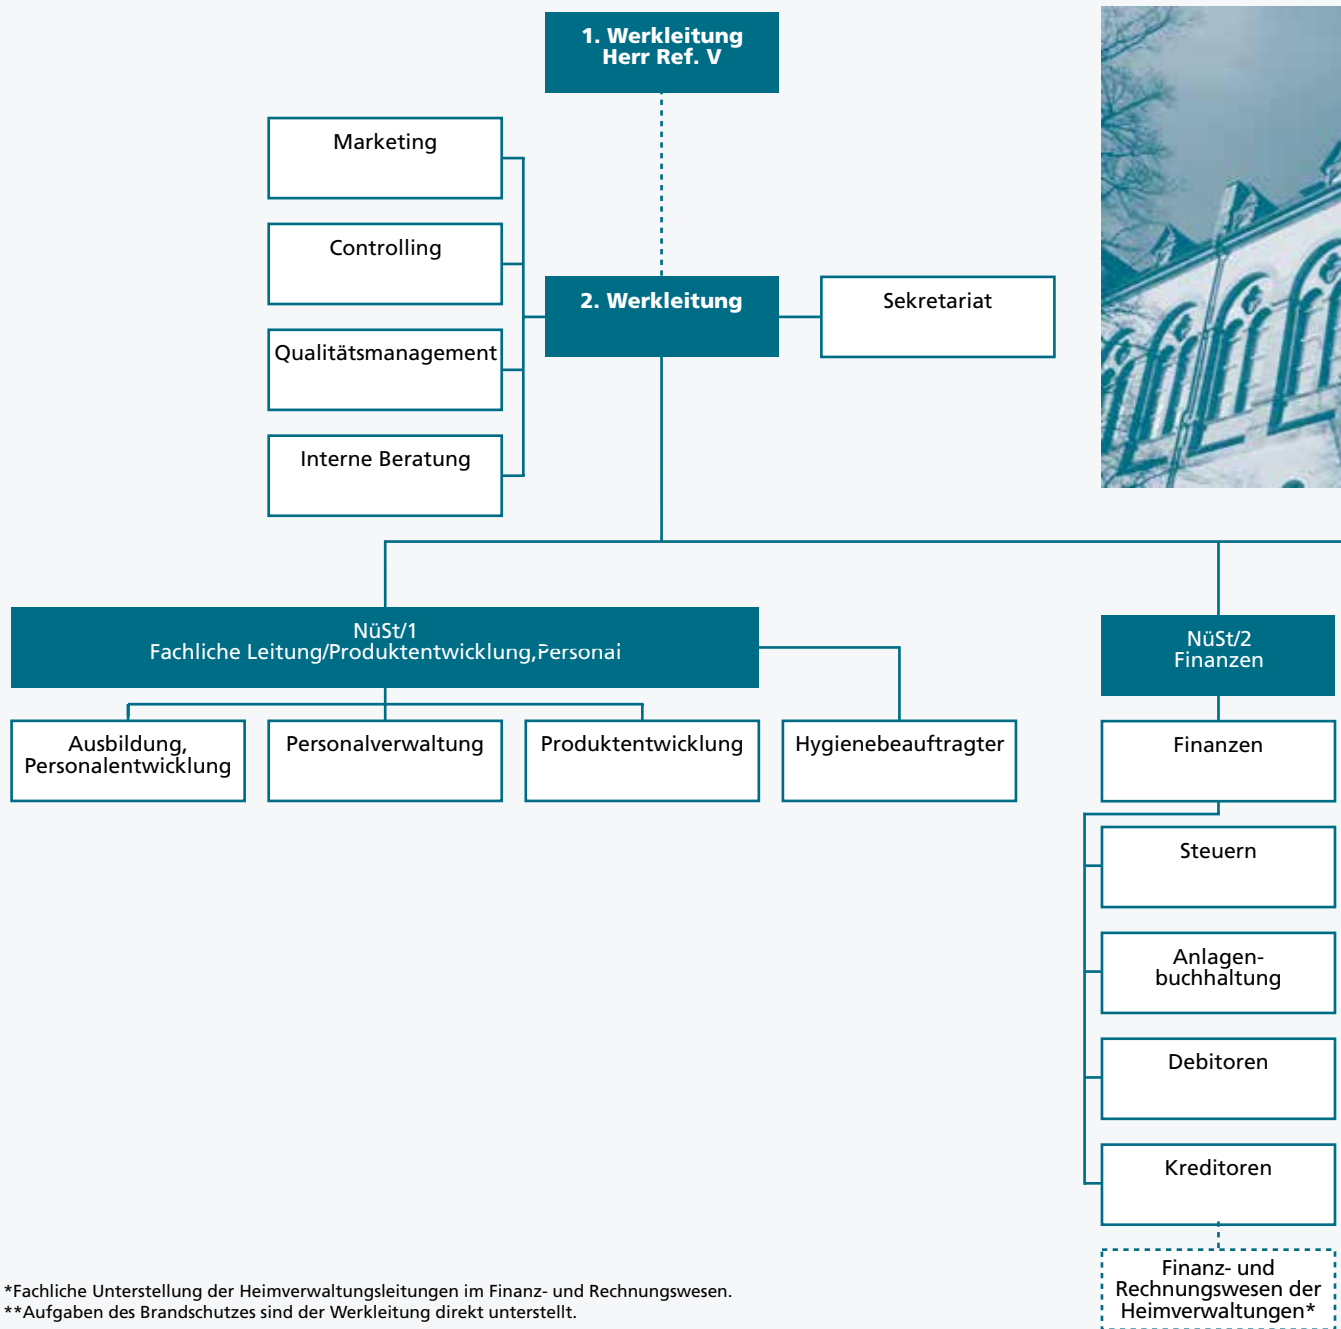 1. Werkleitung
Herr Ref. V
Marketing
Controlling
Qualitätsmanagement
Interne Beratung
2. Werkleitung
Sekretariat
NüSt/1
Fachliche Leitung/Produktentwicklung,Personal
Ausbildung,
Personalentwicklung
Personalverwaltung
Produktentwicklung
Hygienebeauftragter
NüSt/2
Finanzen
Finanzen
Steuern
Anlagen-
buchhaltung
Debitoren
Kreditoren
Finanz- und
Rechnungswesen der
Heimverwaltungen*
*Fachliche Unterstellung der Heimverwaltungsleitungen im Finanz- und Rechnungswesen.
**Aufgaben des Brandschutzes sind der Werkleitung direkt unterstellt.